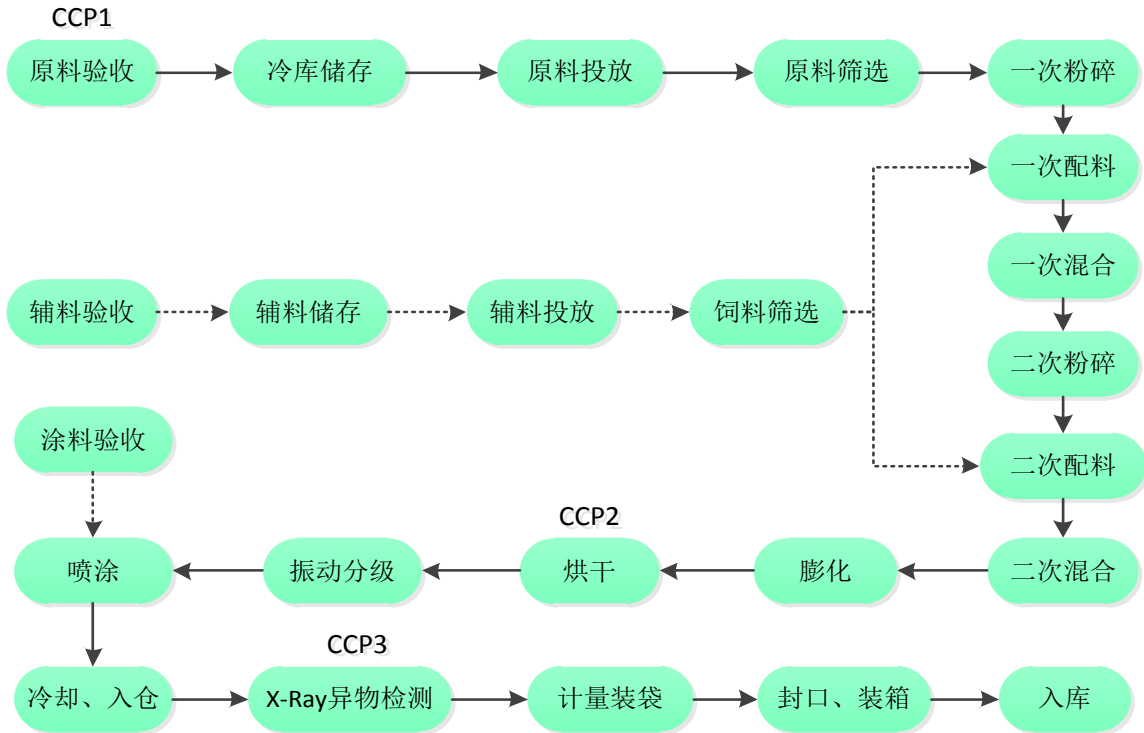 CCP1
原料验收
冷库储存
原料投放
原料筛选
一次粉碎
一次配料
一次混合
辅料验收
辅料储存
辅料投放
饲料筛选
二次粉碎
涂料验收
二次配料
CCP2
喷涂
振动分级
烘干
膨化
二次混合
CCP3
冷却、入仓
X-Ray异物检测
计量装袋
封口、装箱
入库